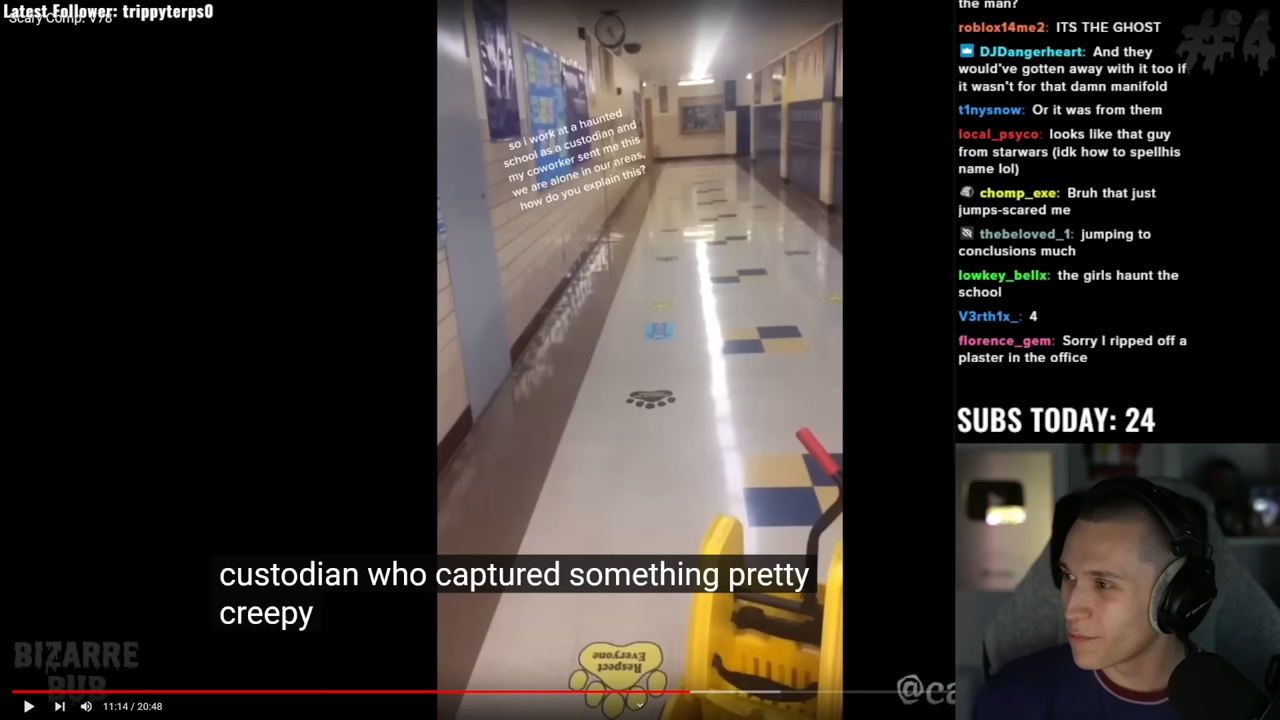 Latest Follower: trippyterps0
Scary Comp. V78
so i work at a haunted
school as a custodian and
my coworker sent me this
we are alone in our areas,
how do you explain this?
custodian who captured something pretty
creepy
Respect
Everyone
BIZARRE
BUB
11:14 / 20:48
@ca
#4
the man?
roblox14me2: ITS THE GHOST
DJDangerheart: And they
would've gotten away with it too if
it wasn't for that damn manifold
t1nysnow: Or it was from them
local_psyco: looks like that guy
from starwars (idk how to spellhis
name lol)
chomp_exe: Bruh that just
jumps-scared me
thebeloved_1: jumping to
conclusions much
lowkey_bellx: the girls haunt the
school
V3rth1x_: 4
florence_gem: Sorry I ripped off a
plaster in the office
SUBS TODAY: 24